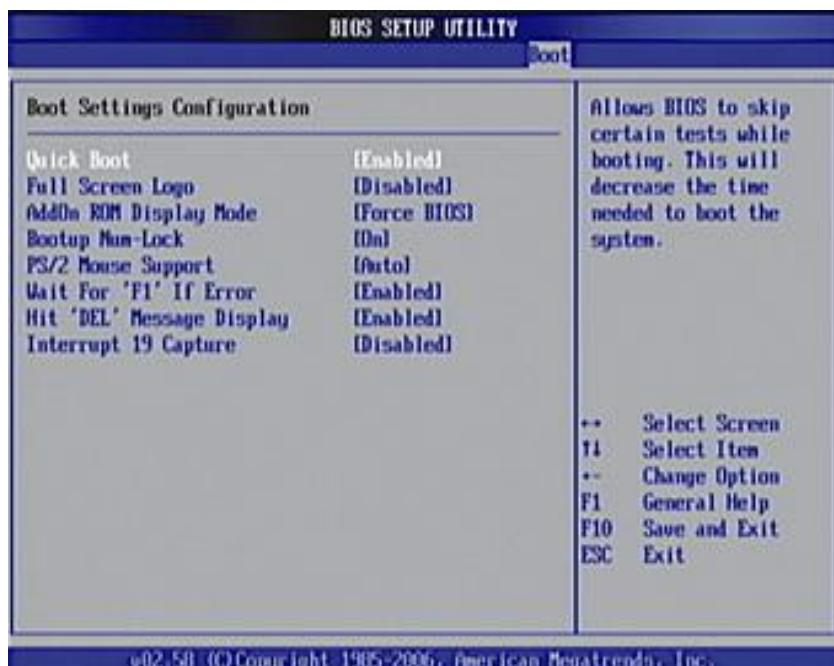 BIOS SETUP UTILITY
Boot
Boot Settings Configuration
Quick Boot [Enabled]
Full Screen Logo [Disabled]
AddOn ROM Display Mode [Force BIOS]
Bootup Num-Lock [On]
PS/2 Mouse Support [Auto]
Wait For 'F1' If Error [Enabled]
Hit 'DEL' Message Display [Enabled]
Interrupt 19 Capture [Disabled]
Allows BIOS to skip
certain tests while
booting. This will
decrease the time
needed to boot the
system.
↔ Select Screen
↑↓ Select Item
+- Change Option
F1 General Help
F10 Save and Exit
ESC Exit
v02.58 (C)Copyright 1985-2006, American Megatrends, Inc.